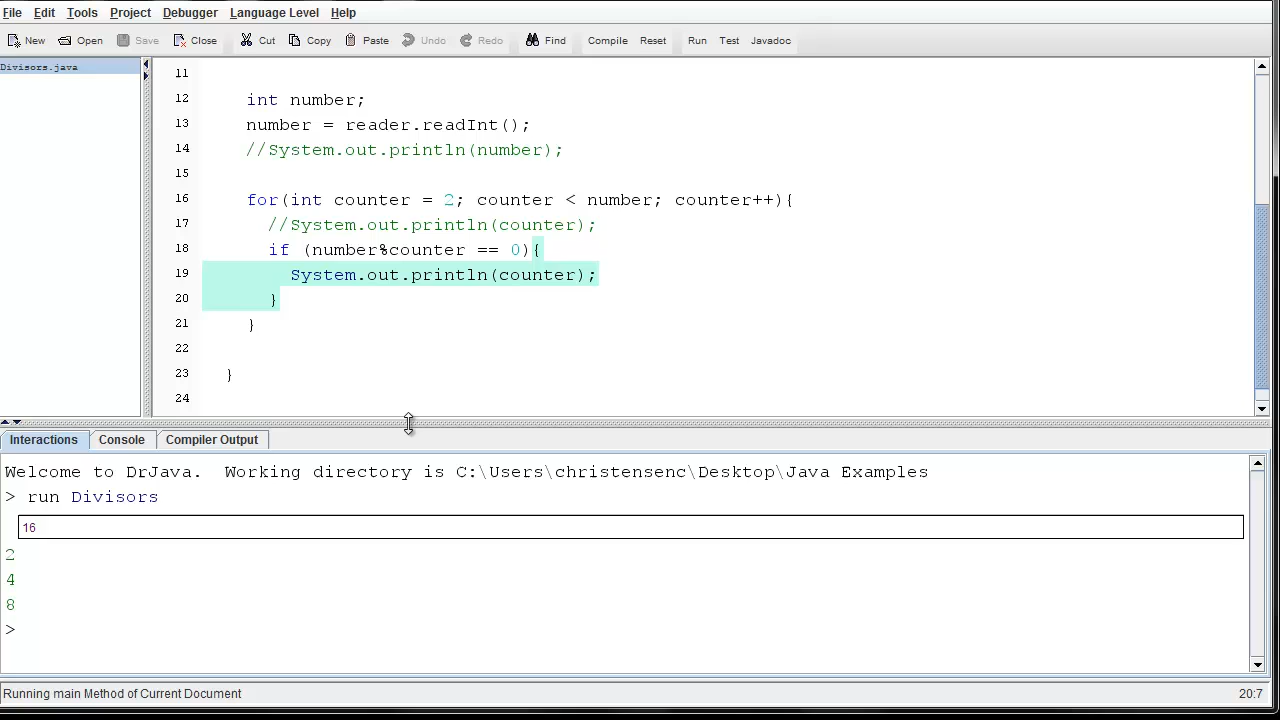 File Edit Tools Project Debugger Language Level Help
New Open Save Close Cut Copy Paste Undo Redo Find Compile Reset Run Test Javadoc
Divisors.java
11
12 int number;
13 number = reader.readInt();
14 //System.out.println(number);
15
16 for(int counter = 2; counter < number; counter++){
17 //System.out.println(counter);
18 if (number%counter == 0){
19 System.out.println(counter);
20 }
21 }
22
23 }
24
Interactions Console Compiler Output
Welcome to DrJava.  Working directory is C:\Users\christensenc\Desktop\Java Examples
> run Divisors
16
2
4
8
>
Running main Method of Current Document 20:7